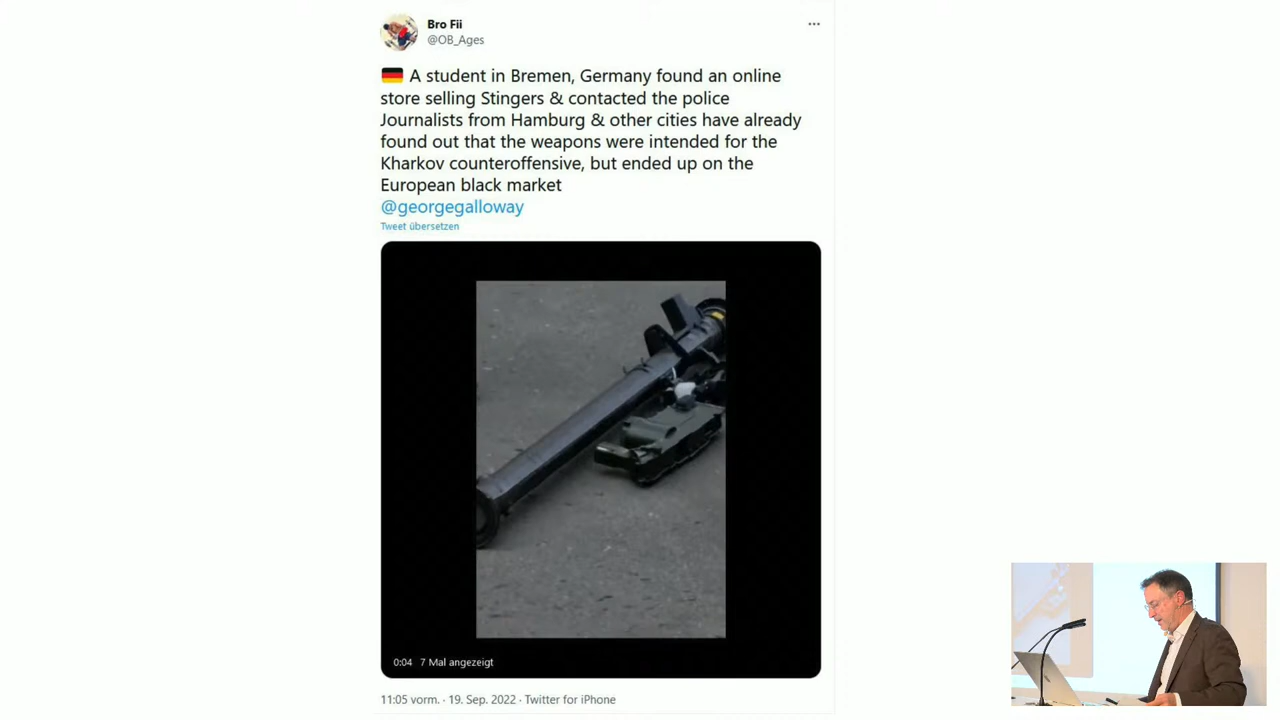 Bro Fii
@OB_Ages
A student in Bremen, Germany found an online
store selling Stingers & contacted the police
Journalists from Hamburg & other cities have already
found out that the weapons were intended for the
Kharkov counteroffensive, but ended up on the
European black market
@georgegalloway
Tweet übersetzen
0:04 7 Mal angezeigt
11:05 vorm. · 19. Sep. 2022 · Twitter for iPhone